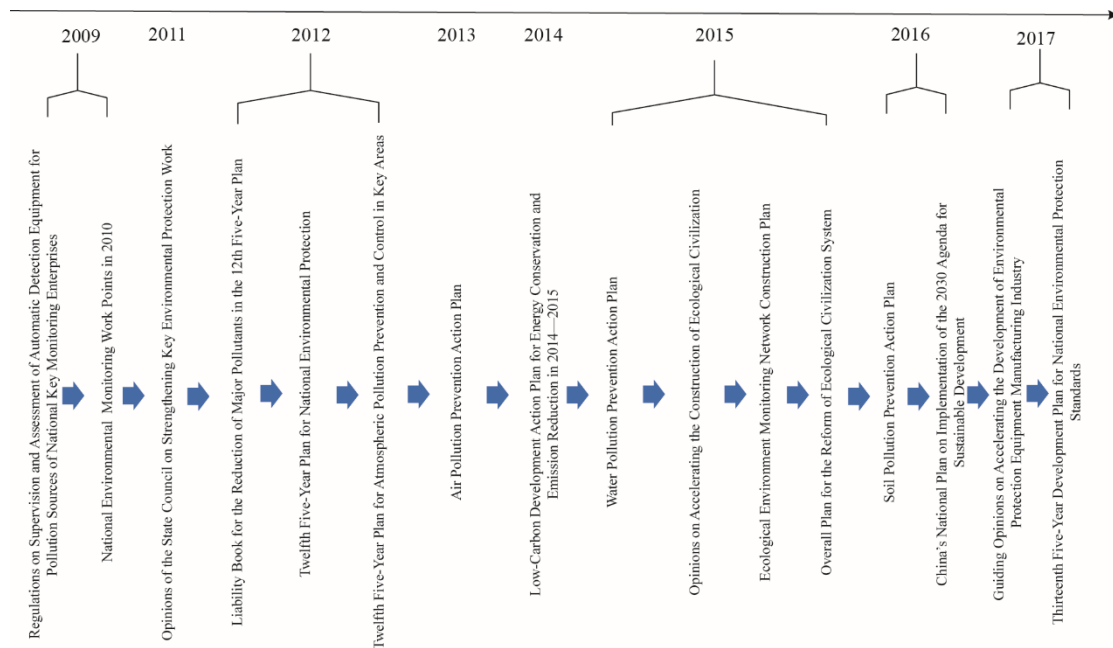 2009
2011
2012
2013
2014
2015
2016
2017
Regulations on Supervision and Assessment of Automatic Detection Equipment for
Pollution Sources of National Key Monitoring Enterprises
National Environmental Monitoring Work Points in 2010
Opinions of the State Council on Strengthening Key Environmental Protection Work
Liability Book for the Reduction of Major Pollutants in the 12th Five-Year Plan
Twelfth Five-Year Plan for National Environmental Protection
Twelfth Five-Year Plan for Atmospheric Pollution Prevention and Control in Key Areas
Air Pollution Prevention Action Plan
Low-Carbon Development Action Plan for Energy Conservation and
Emission Reduction in 2014—2015
Water Pollution Prevention Action Plan
Opinions on Accelerating the Construction of Ecological Civilization
Ecological Environment Monitoring Network Construction Plan
Overall Plan for the Reform of Ecological Civilization System
Soil Pollution Prevention Action Plan
China's National Plan on Implementation of the 2030 Agenda for
Sustainable Development
Guiding Opinions on Accelerating the Development of Environmental
Protection Equipment Manufacturing Industry
Thirteenth Five-Year Development Plan for National Environmental Protection
Standards